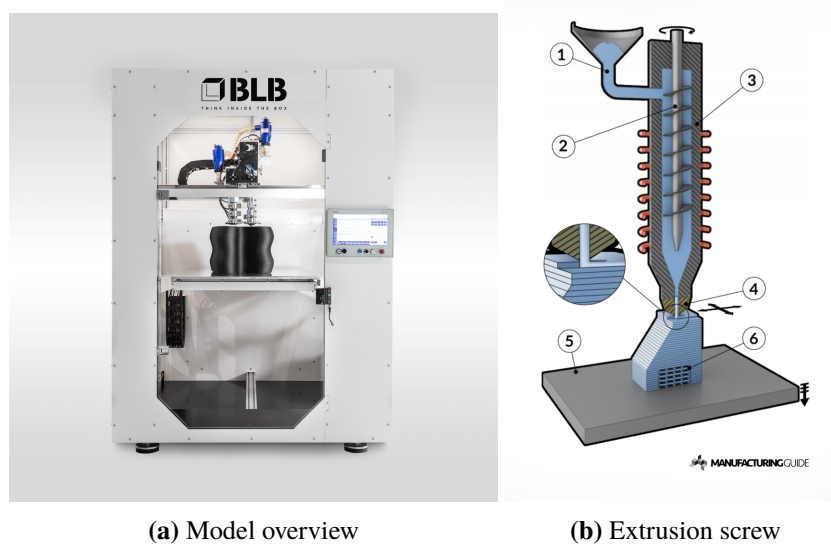 BLB
THINK INSIDE THE BOX
1
2
3
4
5
6
MANUFACTURINGGUIDE
(a) Model overview
(b) Extrusion screw